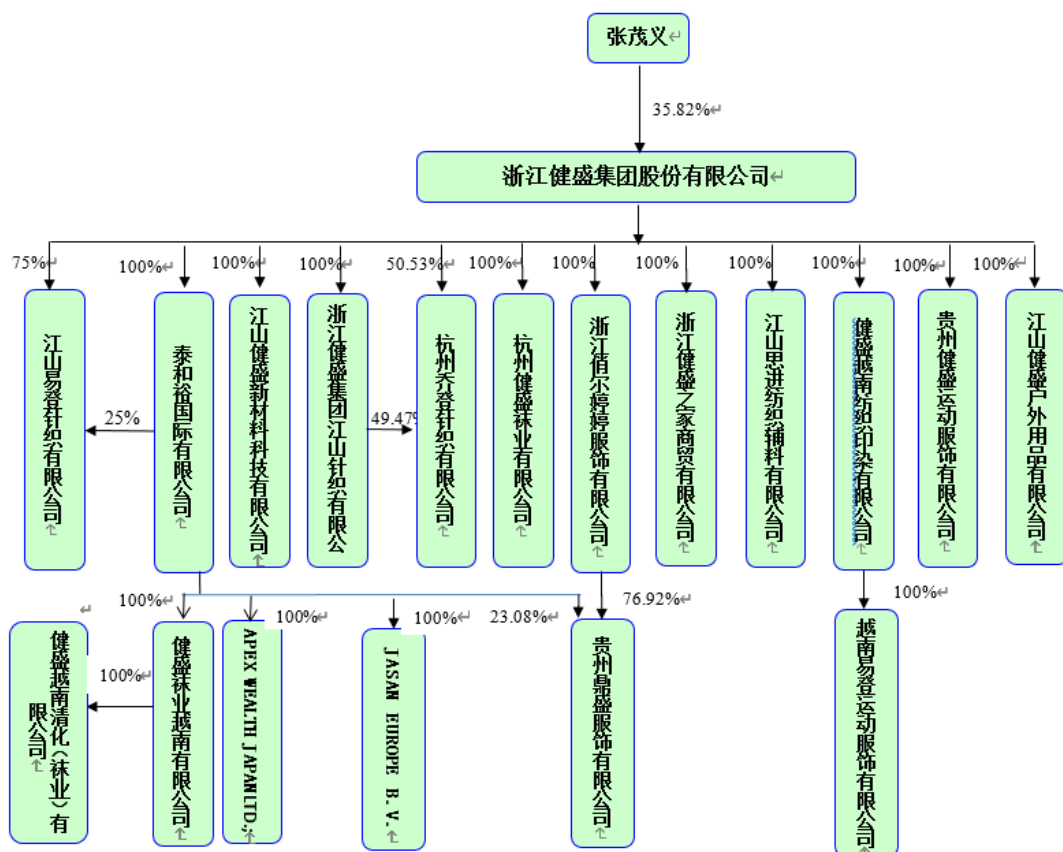 张茂义
35.82%
浙江健盛集团股份有限公司
75%
100%
100%
100%
50.53%
100%
100%
100%
100%
100%
100%
100%
江山易登针织有限公司
泰和裕国际有限公司
江山健盛新材料科技有限公司
浙江健盛集团江山针织有限公
杭州乔登针织有限公司
杭州健盛袜业有限公司
浙江俏尔婷婷服饰有限公司
浙江健盛之家商贸有限公司
江山思进纺织辅料有限公司
健盛越南纺织印染有限公司
贵州健盛运动服饰有限公司
江山健盛户外用品有限公司
25%
49.47%
100%
100%
100%
23.08%
76.92%
100%
健盛越南清化(袜业)有
限公司
100%
健盛袜业越南有限公司
APEX WEALTH JAPAN LTD.,
JASAN EUROPE B.V.
贵州鼎盛服饰有限公司
越南易登运动服饰有限公司